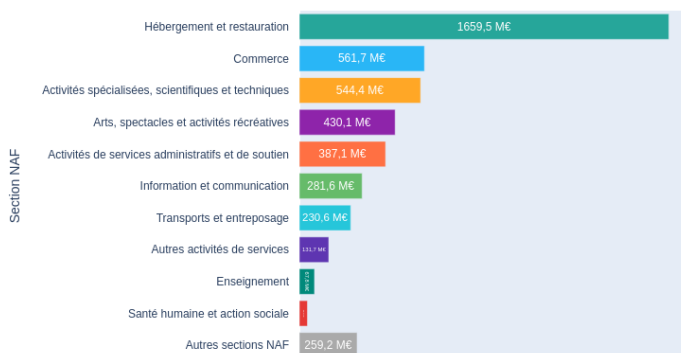 Section NAF
Hébergement et restauration 1659,5 M€
Commerce 561,7 M€
Activités spécialisées, scientifiques et techniques 544,4 M€
Arts, spectacles et activités récréatives 430,1 M€
Activités de services administratifs et de soutien 387,1 M€
Information et communication 281,6 M€
Transports et entreposage 230,6 M€
Autres activités de services 131,7 M€
Enseignement
Santé humaine et action sociale
Autres sections NAF 259,2 M€